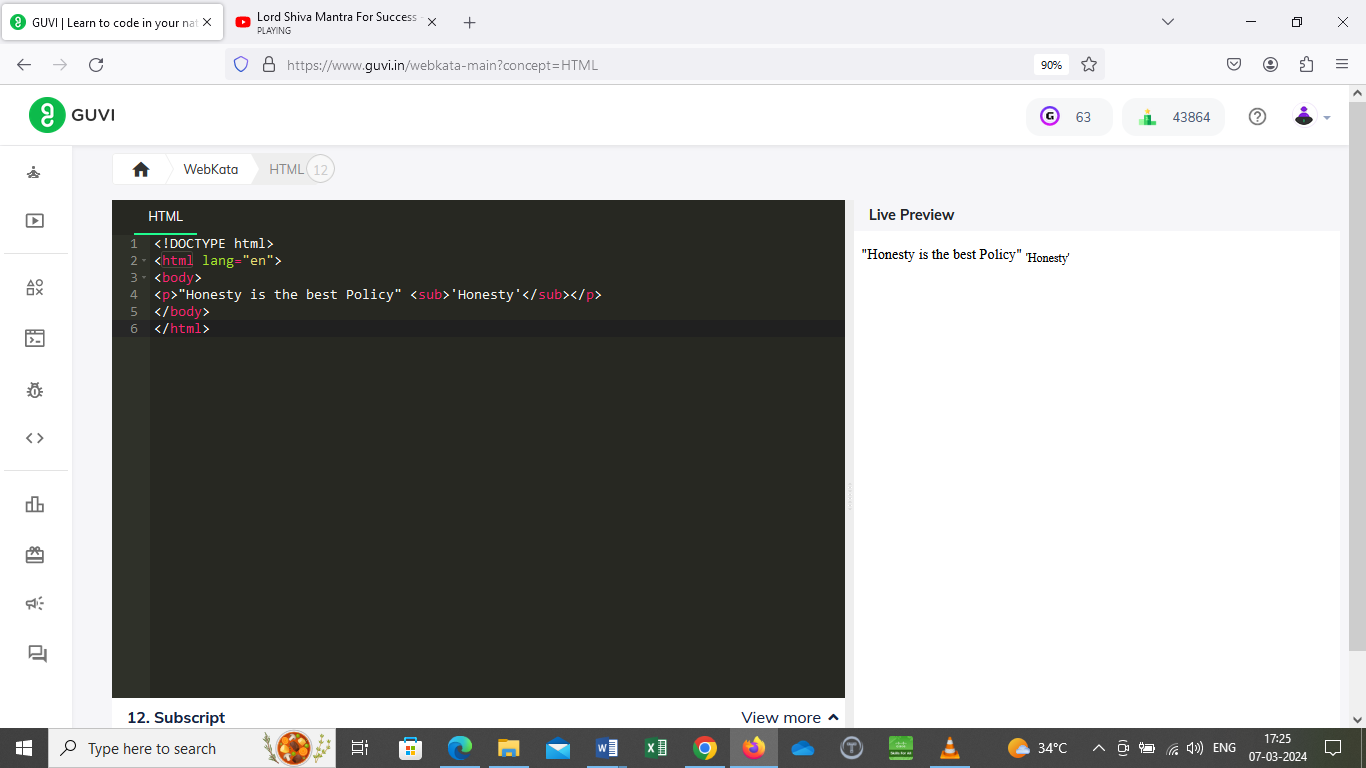 GUVI | Learn to code in your nat
Lord Shiva Mantra For Success -
PLAYING
https://www.guvi.in/webkata-main?concept=HTML
90%
GUVI
G
63
43864
WebKata
HTML
12
HTML
Live Preview
1 <!DOCTYPE html>
2 <html lang="en">
3 <body>
4 <p>"Honesty is the best Policy" <sub>'Honesty'</sub></p>
5 </body>
6 </html>
"Honesty is the best Policy" 'Honesty'
12. Subscript
View more
Type here to search
34°C
ENG
17:25
07-03-2024